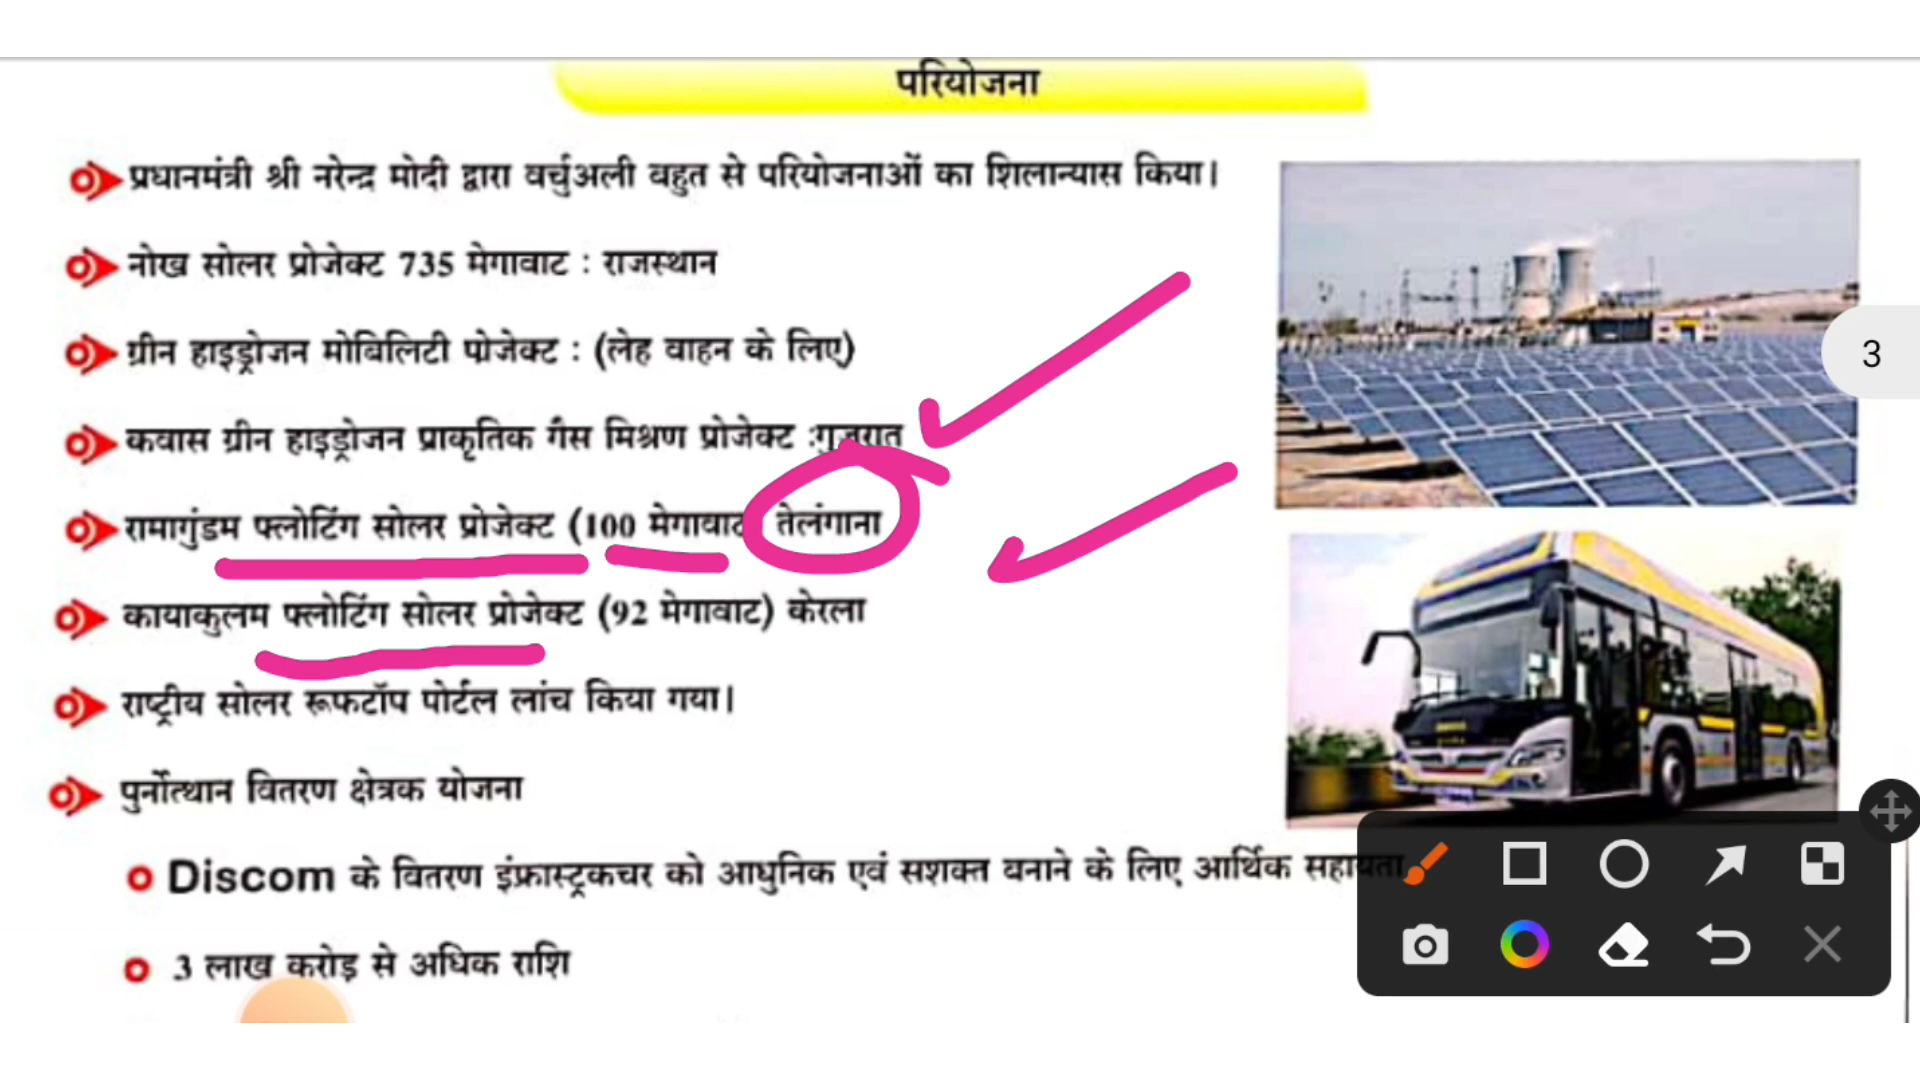 परियोजना
प्रधानमंत्री श्री नरेन्द्र मोदी द्वारा वर्चुअली बहुत से परियोजनाओं का शिलान्यास किया।
नोख सोलर प्रोजेक्ट 735 मेगावाट : राजस्थान
ग्रीन हाइड्रोजन मोबिलिटी प्रोजेक्ट : (लेह वाहन के लिए)
कवास ग्रीन हाइड्रोजन प्राकृतिक गैस मिश्रण प्रोजेक्ट :गुजरात
रामागुंडम फ्लोटिंग सोलर प्रोजेक्ट (100 मेगावाट तेलंगाना
कायाकुलम फ्लोटिंग सोलर प्रोजेक्ट (92 मेगावाट) केरला
राष्ट्रीय सोलर रूफटॉप पोर्टल लांच किया गया।
पुर्नोत्थान वितरण क्षेत्रक योजना
Discom के वितरण इंफ्रास्ट्रकचर को आधुनिक एवं सशक्त बनाने के लिए आर्थिक सहायता
3 लाख करोड़ से अधिक राशि
3